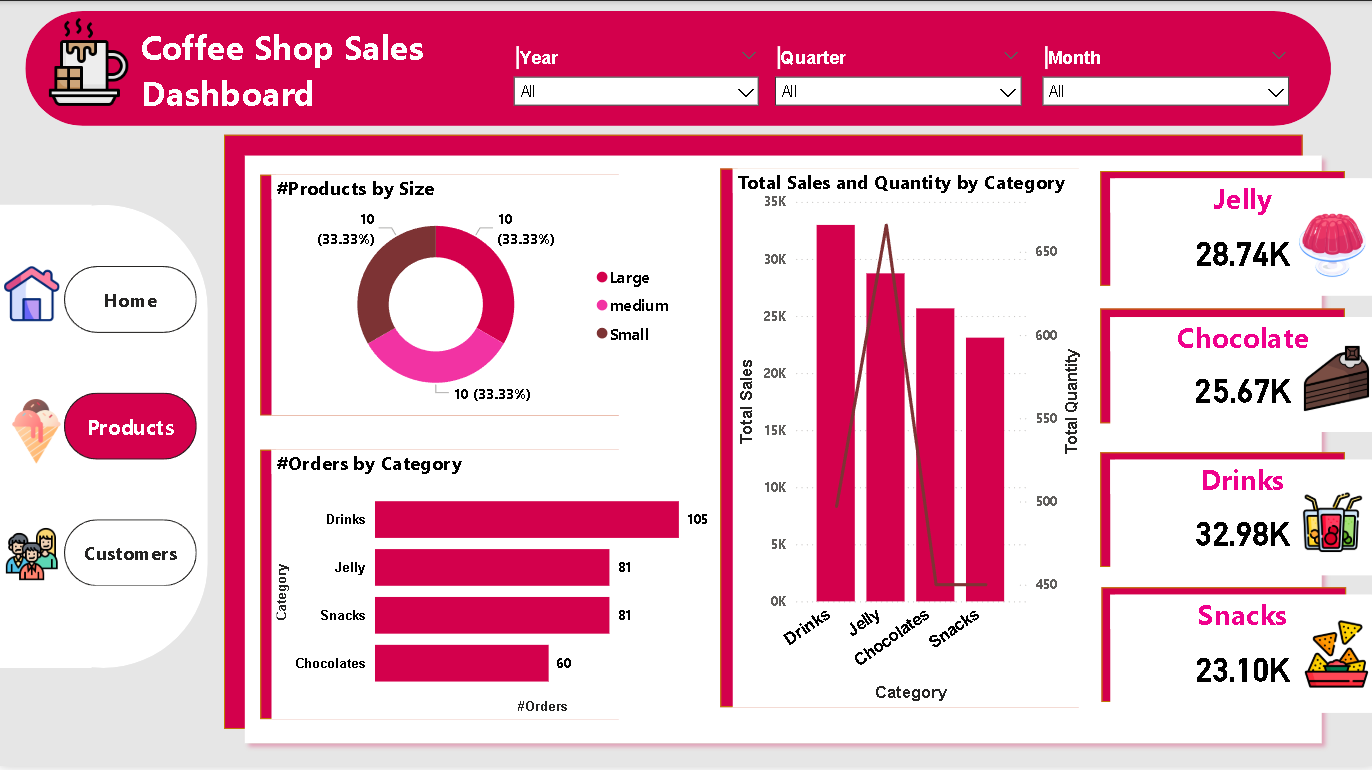 Coffee Shop Sales
Dashboard
Year
All
Quarter
All
Month
All
Home
Products
Customers
#Products by Size
10
(33.33%)
10
(33.33%)
10 (33.33%)
Large
medium
Small
#Orders by Category
Category
Drinks
105
Jelly
81
Snacks
81
Chocolates
60
#Orders
Total Sales and Quantity by Category
Total Sales
35K
30K
25K
20K
15K
10K
5K
0K
650
600
550
500
450
Total Quantity
Drinks
Jelly
Chocolates
Snacks
Category
Jelly
28.74K
Chocolate
25.67K
Drinks
32.98K
Snacks
23.10K